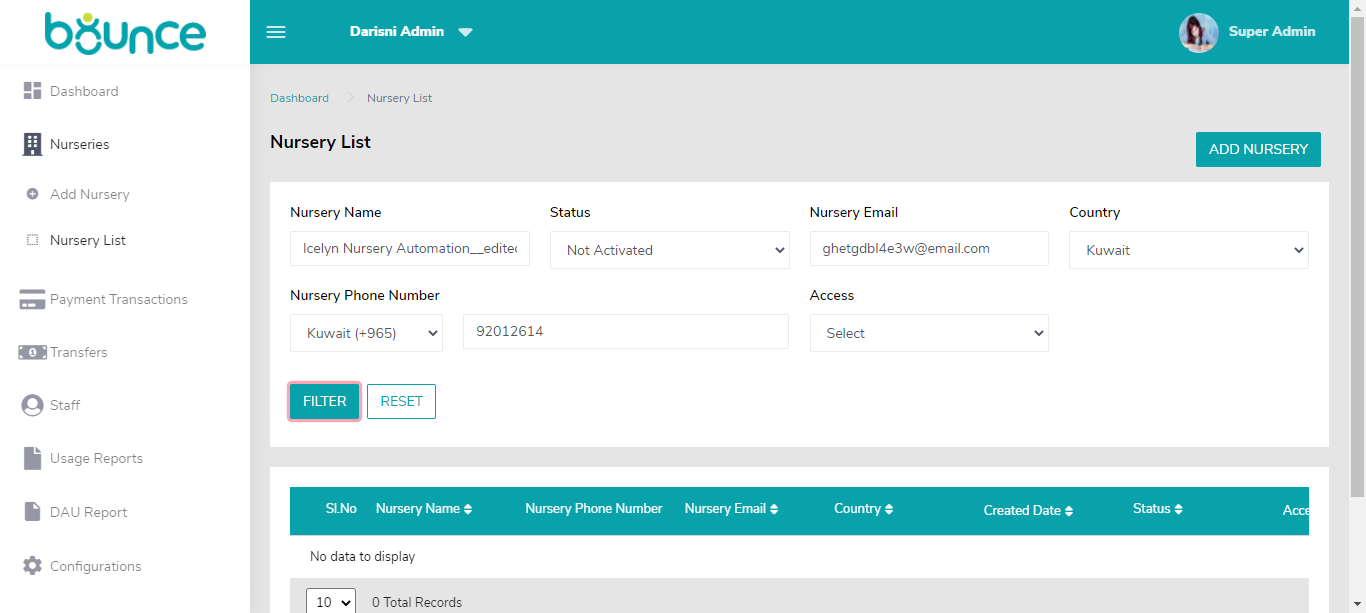 bounce
Darisni Admin
Super Admin
Dashboard
Nurseries
Add Nursery
Nursery List
Payment Transactions
Transfers
Staff
Usage Reports
DAU Report
Configurations
Dashboard Nursery List
Nursery List
ADD NURSERY
Nursery Name Status Nursery Email Country
Icelyn Nursery Automation__edited Not Activated ghetgdbl4e3w@email.com Kuwait
Nursery Phone Number Access
Kuwait (+965) 92012614 Select
FILTER RESET
Sl.No Nursery Name Nursery Phone Number Nursery Email Country Created Date Status Acce
No data to display
10 0 Total Records